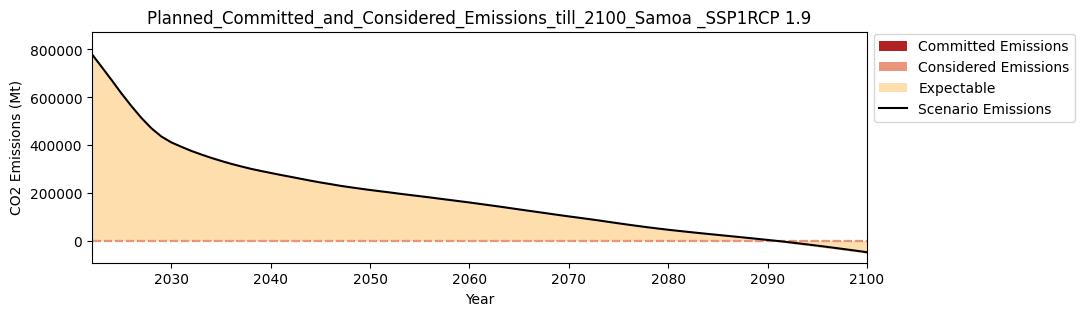 Planned_Committed_and_Considered_Emissions_till_2100_Samoa _SSP1RCP 1.9
Committed Emissions
Considered Emissions
Expectable
Scenario Emissions
CO2 Emissions (Mt)
800000
600000
400000
200000
0
2030 2040 2050 2060 2070 2080 2090 2100
Year